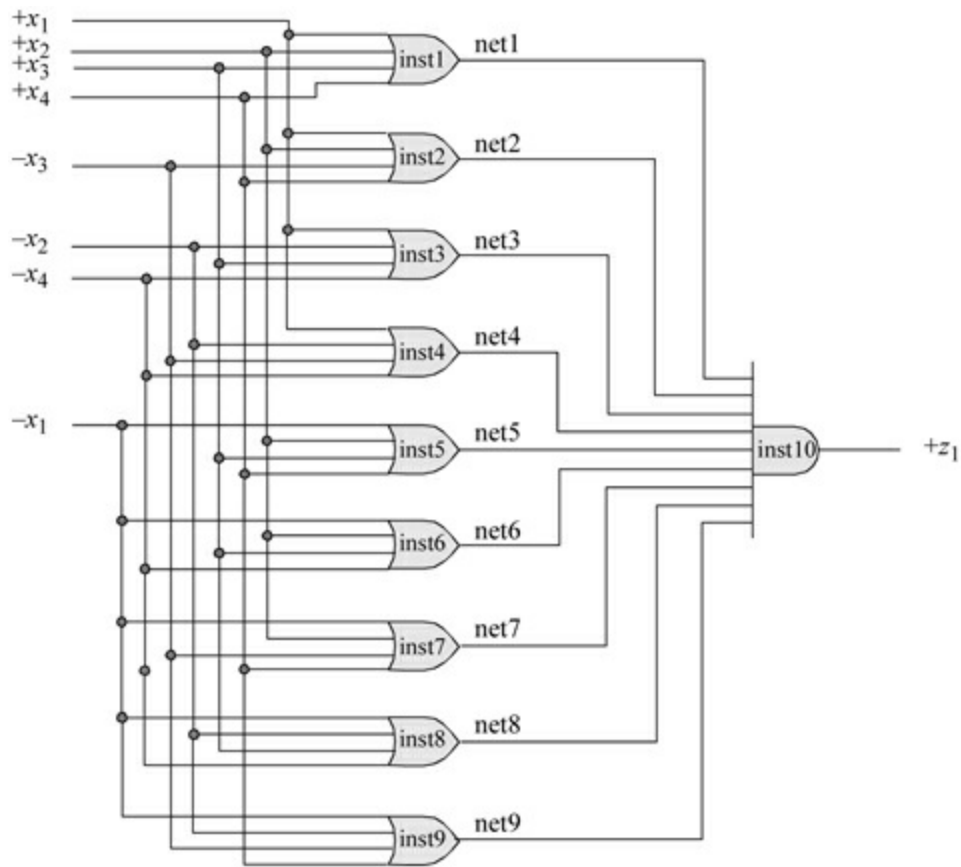 +x₁
+x₂
+x₃
+x₄
−x₃
−x₂
−x₄
−x₁
inst1
net1
inst2
net2
inst3
net3
inst4
net4
inst5
net5
inst6
net6
inst7
net7
inst8
net8
inst9
net9
inst10
+z₁